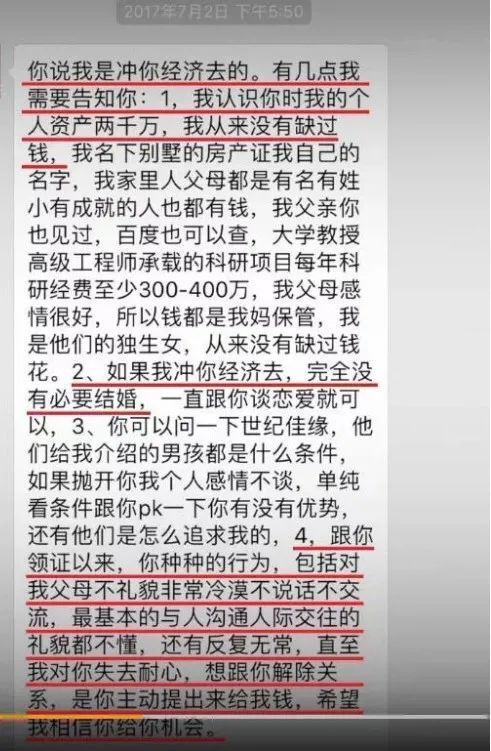 2017年7月2日 下午5:50
你说我是冲你经济去的。有几点我
需要告知你：1，我认识你时我的个
人资产两千万，我从来没有缺过
钱，我名下别墅的房产证我自己的
名字，我家里人父母都是有名有姓
小有成就的人也都有钱，我父亲你
也见过，百度也可以查，大学教授
高级工程师承载的科研项目每年科
研经费至少300-400万，我父母感
情很好，所以钱都是我妈保管，我
是他们的独生女，从来没有缺过钱
花。2、如果我冲你经济去，完全没
有必要结婚，一直跟你谈恋爱就可
以，3、你可以问一下世纪佳缘，他
们给我介绍的男孩都是什么条件，
如果抛开你我个人感情不谈，单纯
看条件跟你pk一下你有没有优势，
还有他们是怎么追求我的，4，跟你
领证以来，你种种的行为，包括对
我父母不礼貌非常冷漠不说话不交
流，最基本的与人沟通人际交往的
礼貌都不懂，还有反复无常，直至
我对你失去耐心，想跟你解除关
系，是你主动提出来给我钱，希望
我相信你给你机会。